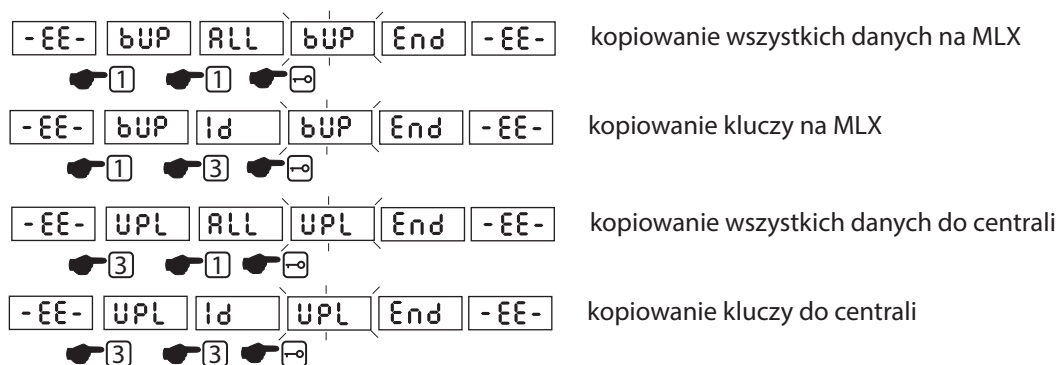 -EE- bUP ALL bUP End -EE- kopiowanie wszystkich danych na MLX
1 1
-EE- bUP Id bUP End -EE- kopiowanie kluczy na MLX
1 3
-EE- UPL ALL UPL End -EE- kopiowanie wszystkich danych do centrali
3 1
-EE- UPL Id UPL End -EE- kopiowanie kluczy do centrali
3 3